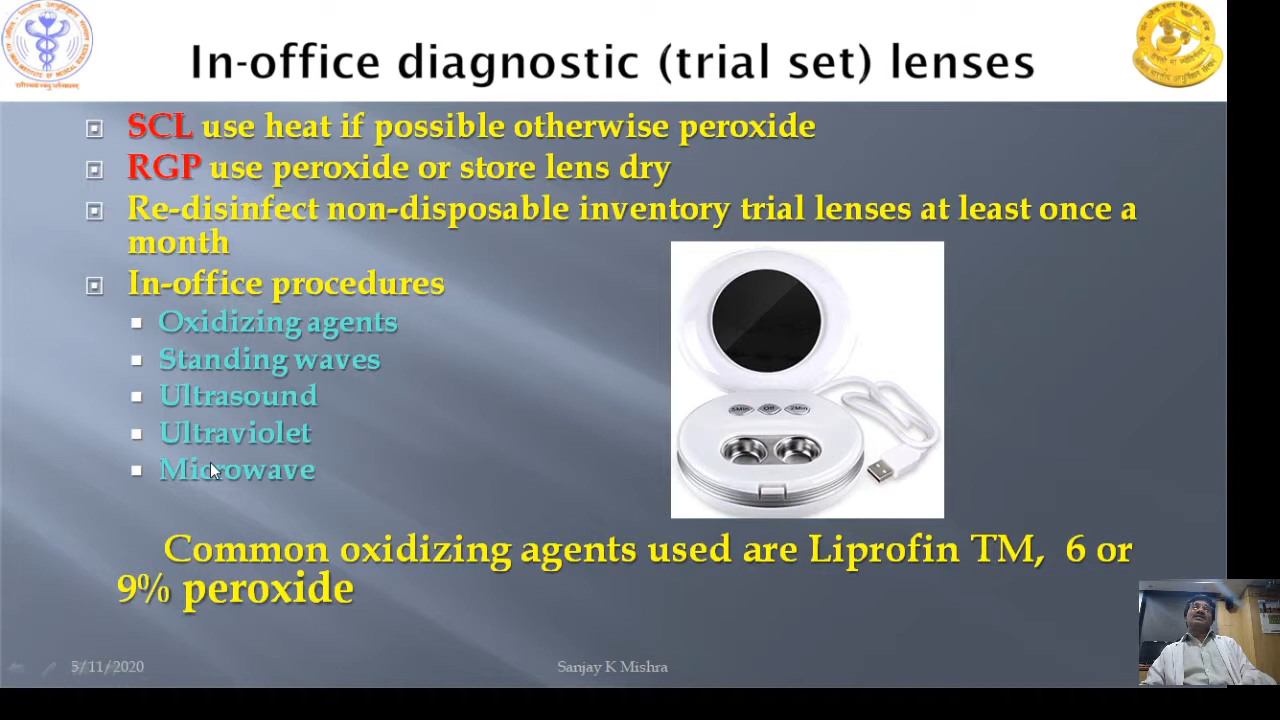 In-office diagnostic (trial set) lenses
SCL use heat if possible otherwise peroxide
RGP use peroxide or store lens dry
Re-disinfect non-disposable inventory trial lenses at least once a
month
In-office procedures
Oxidizing agents
Standing waves
Ultrasound
Ultraviolet
Microwave
5Min Off 2Min
Common oxidizing agents used are Liprofin TM, 6 or
9% peroxide
5/11/2020
Sanjay K Mishra